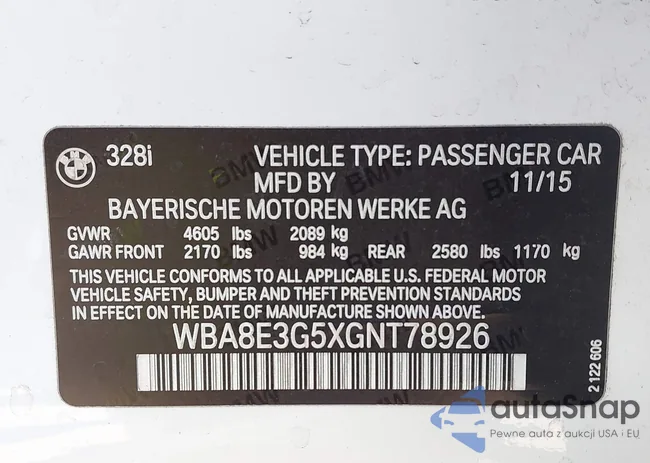 328i VEHICLE TYPE: PASSENGER CAR
MFD BY 11/15
BAYERISCHE MOTOREN WERKE AG
GVWR 4605 lbs 2089 kg
GAWR FRONT 2170 lbs 984 kg REAR 2580 lbs 1170 kg
THIS VEHICLE CONFORMS TO ALL APPLICABLE U.S. FEDERAL MOTOR
VEHICLE SAFETY, BUMPER AND THEFT PREVENTION STANDARDS
IN EFFECT ON THE DATE OF MANUFACTURE SHOWN ABOVE.
WBA8E3G5XGNT78926
2 122 606
autoSnap
Pewne auta z aukcji USA i EU